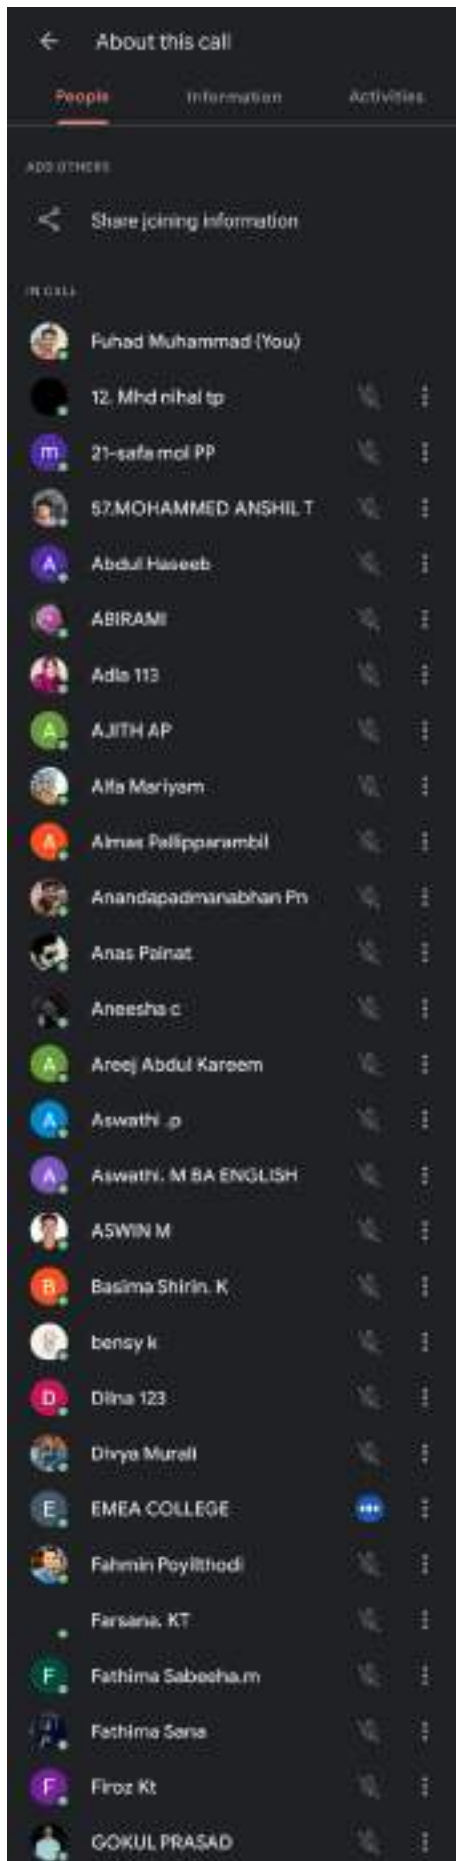 About this call
People Information Activities
ADD OTHERS
Share joining information
IN CALL
Fuhad Muhammad (You)
12. Mhd nihal tp
m 21-safa mol PP
57.MOHAMMED ANSHIL T
A Abdul Haseeb
ABIRAMI
Adla 113
A AJITH AP
Alfa Mariyam
A Almas Pallipparambil
Anandapadmanabhan Pn
Anas Painat
Aneesha c
A Areej Abdul Kareem
A Aswathi .p
A Aswathi. M BA ENGLISH
ASWIN M
B Basima Shirin. K
bensy k
D Dilna 123
Divya Murali
E EMEA COLLEGE
Fahmin Poyilthodi
Farsana. KT
F Fathima Sabeeha.m
Fathima Sana
F Firoz Kt
GOKUL PRASAD